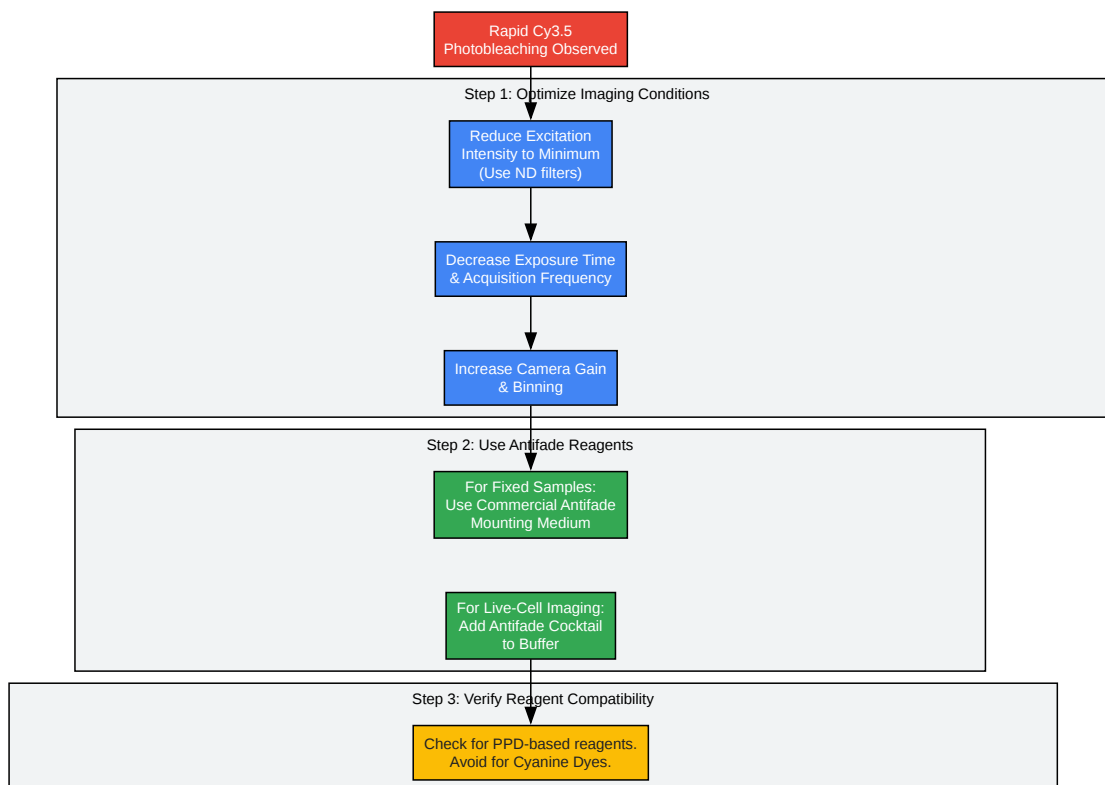 Rapid Cy3.5
Photobleaching Observed
Step 1: Optimize Imaging Conditions
Reduce Excitation
Intensity to Minimum
(Use ND filters)
Decrease Exposure Time
& Acquisition Frequency
Increase Camera Gain
& Binning
Step 2: Use Antifade Reagents
For Fixed Samples:
Use Commercial Antifade
Mounting Medium
For Live-Cell Imaging:
Add Antifade Cocktail
to Buffer
Step 3: Verify Reagent Compatibility
Check for PPD-based reagents.
Avoid for Cyanine Dyes.